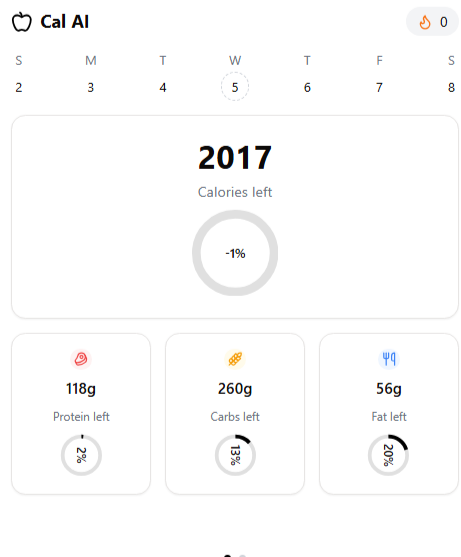 Cal AI
0
S M T W T F S
2 3 4 5 6 7 8
2017
Calories left
-1%
118g 260g 56g
Protein left Carbs left Fat left
2% 13% 20%